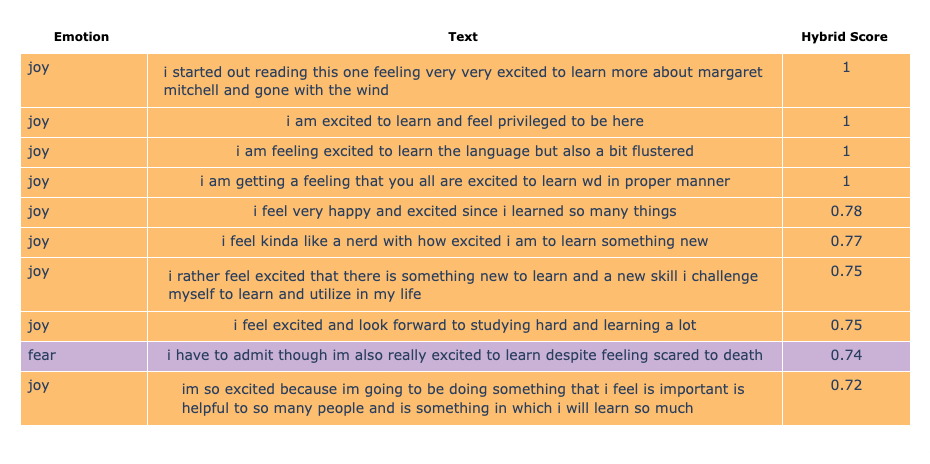 Emotion Text Hybrid Score
joy i started out reading this one feeling very very excited to learn more about margaret 1
mitchell and gone with the wind
joy i am excited to learn and feel privileged to be here 1
joy i am feeling excited to learn the language but also a bit flustered 1
joy i am getting a feeling that you all are excited to learn wd in proper manner 1
joy i feel very happy and excited since i learned so many things 0.78
joy i feel kinda like a nerd with how excited i am to learn something new 0.77
joy i rather feel excited that there is something new to learn and a new skill i challenge 0.75
myself to learn and utilize in my life
joy i feel excited and look forward to studying hard and learning a lot 0.75
fear i have to admit though im also really excited to learn despite feeling scared to death 0.74
joy im so excited because im going to be doing something that i feel is important is 0.72
helpful to so many people and is something in which i will learn so much